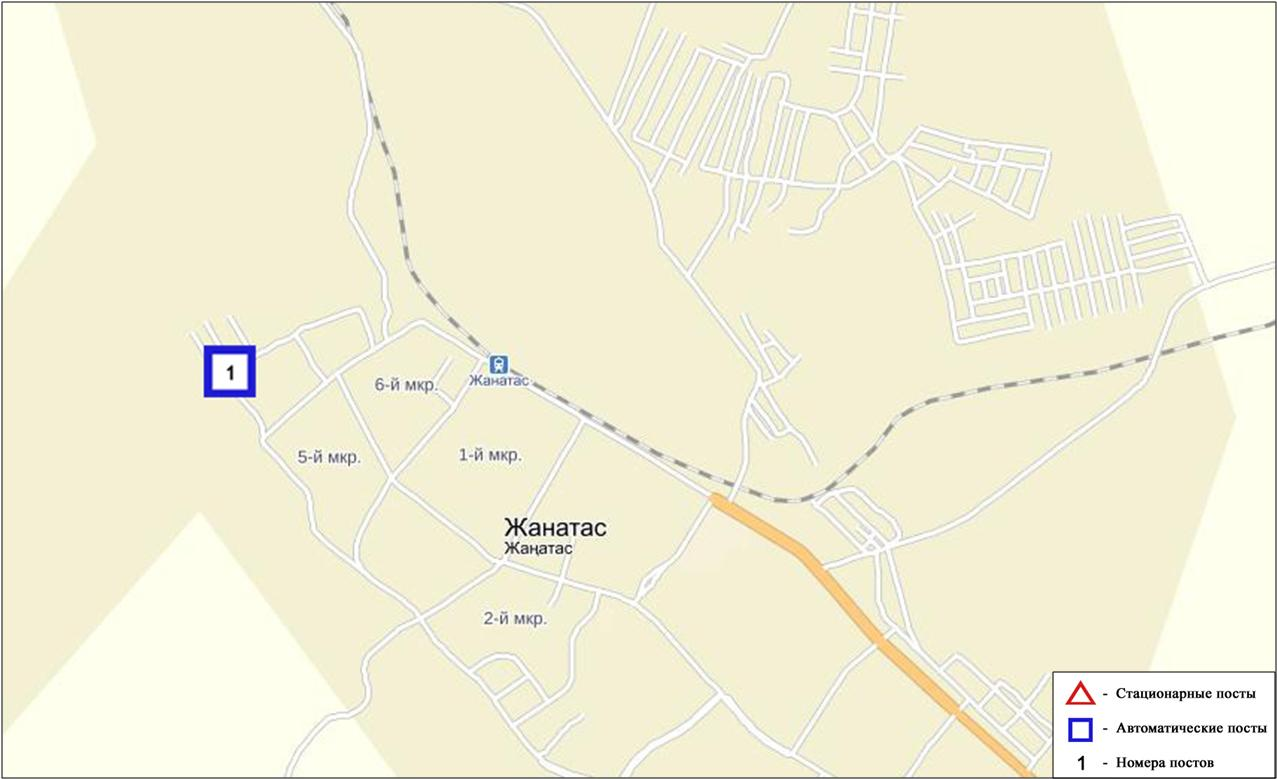 1
Жанатас
6-й мкр.
5-й мкр.
1-й мкр.
Жанатас
Жаңатас
2-й мкр.
- Стационарные посты
- Автоматические посты
1 - Номера постов